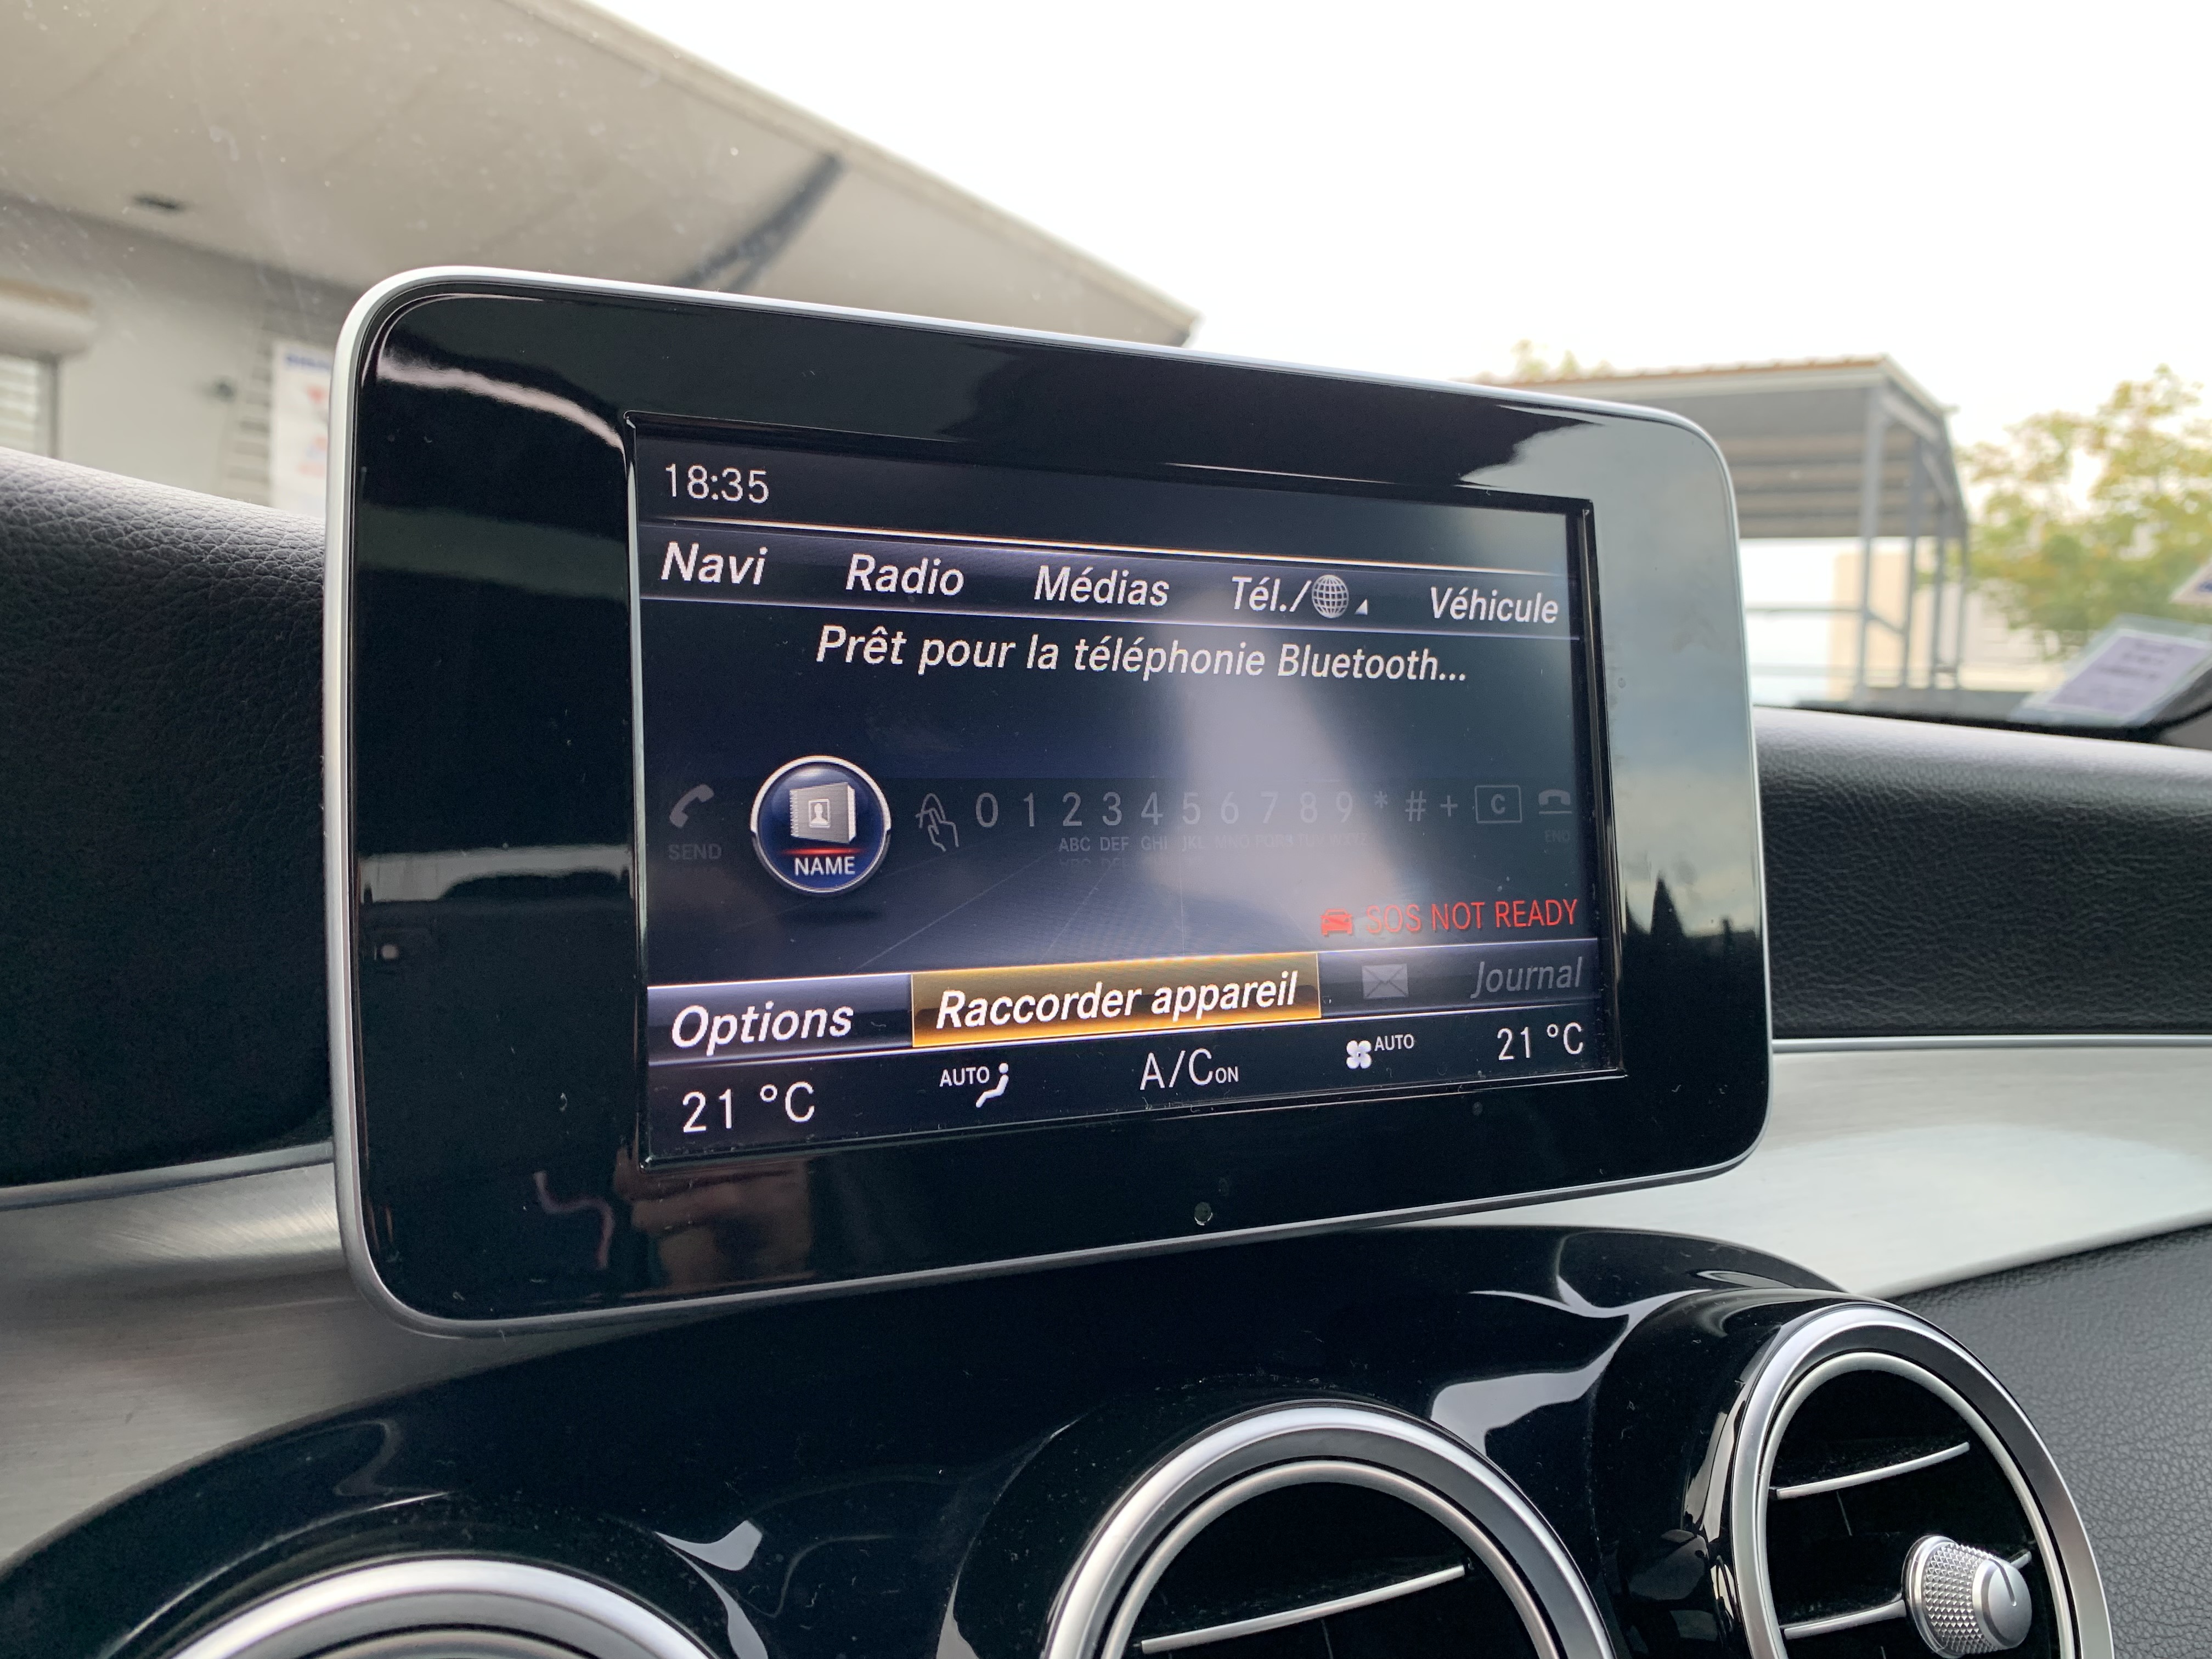 18:35
Navi Radio Médias Tél./ Véhicule
Prêt pour la téléphonie Bluetooth...
0 1 2 3 4 5 6 7 8 9 * # + C
SEND ABC DEF GHI JKL MNO END
NAME
SOS NOT READY
Options Raccorder appareil Journal
21 °C AUTO A/C ON AUTO 21 °C